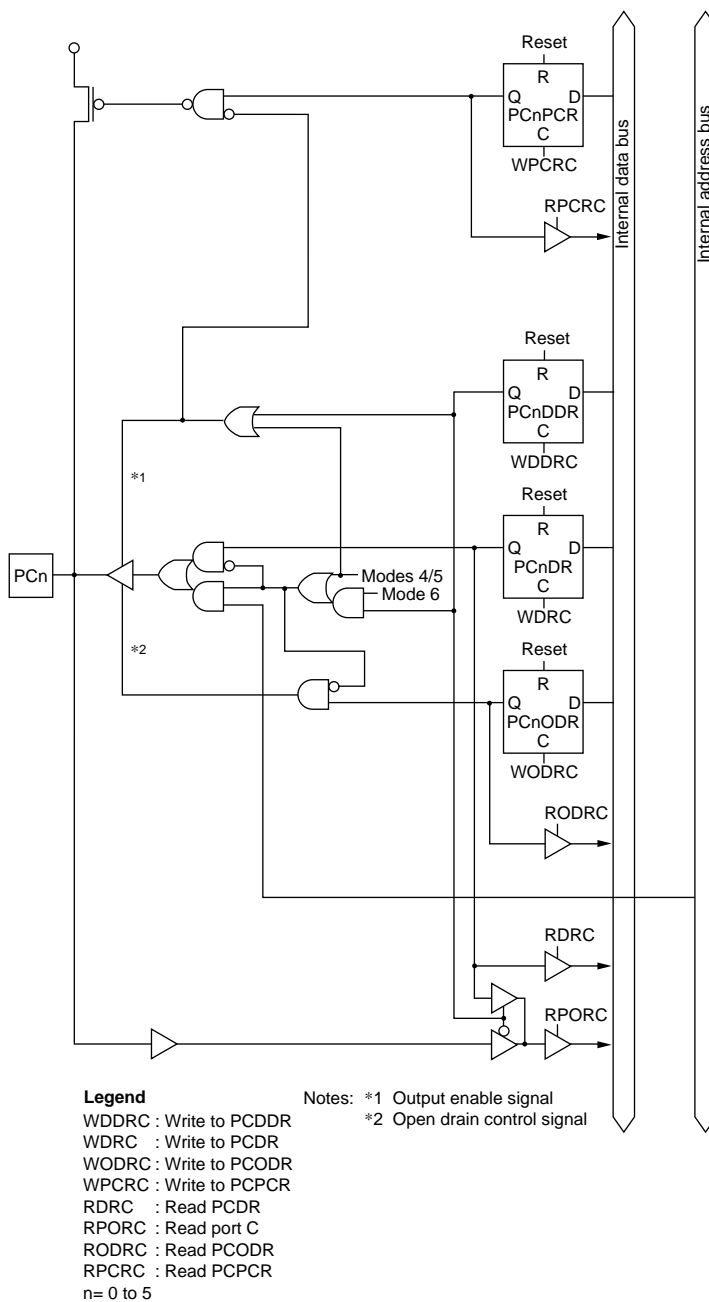 Reset
R
Q D
PCnPCR
C
WPCRC
RPCRC
Internal data bus
Internal address bus
Reset
R
Q D
PCnDDR
C
WDDRC
*1
Reset
R
Q D
PCnDR
C
WDRC
PCn
Modes 4/5
Mode 6
*2
Reset
R
Q D
PCnODR
C
WODRC
RODRC
RDRC
RPORC
Legend
WDDRC : Write to PCDDR
WDRC : Write to PCDR
WODRC : Write to PCODR
WPCRC : Write to PCPCR
RDRC : Read PCDR
RPORC : Read port C
RODRC : Read PCODR
RPCRC : Read PCPCR
n= 0 to 5
Notes: *1 Output enable signal
*2 Open drain control signal